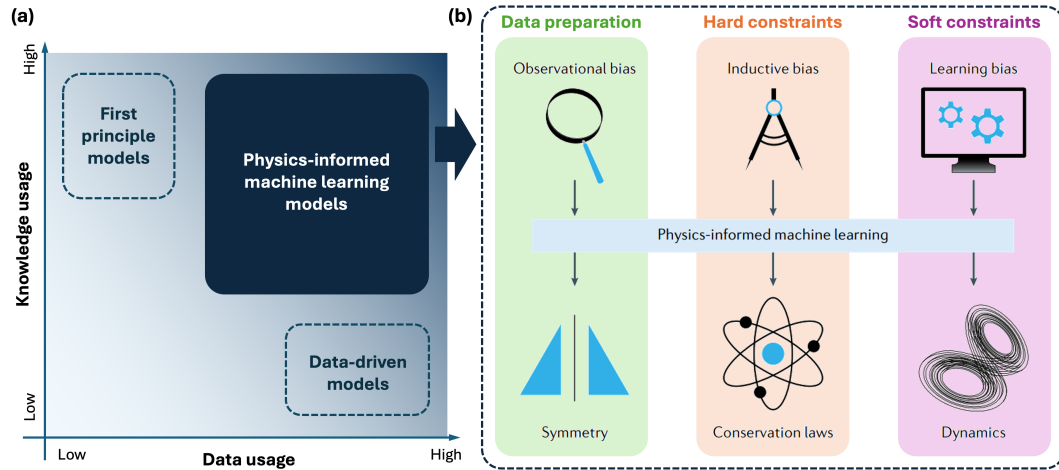 (a)
High
Knowledge usage
Low
First
principle
models
Physics-informed
machine learning
models
Data-driven
models
Low
Data usage
High
(b)
Data preparation
Hard constraints
Soft constraints
Observational bias
Inductive bias
Learning bias
Physics-informed machine learning
Symmetry
Conservation laws
Dynamics